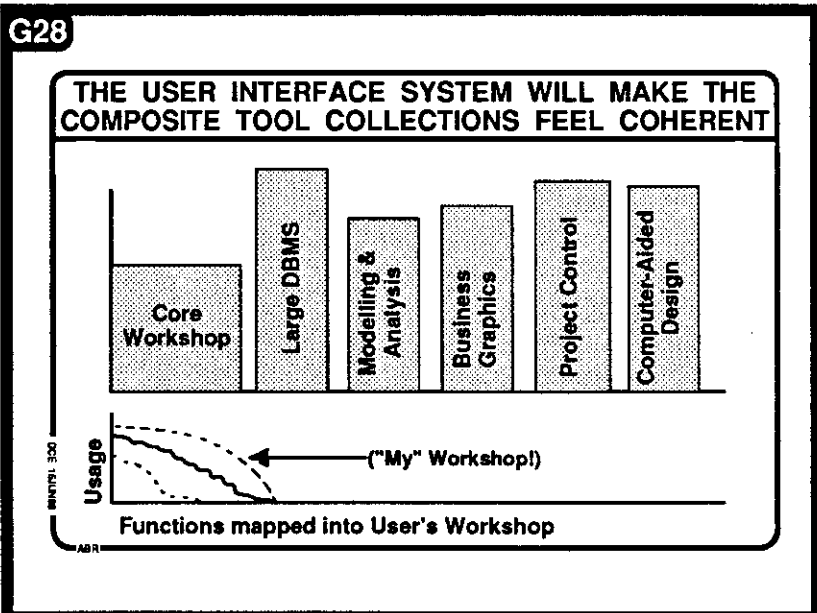 G28
THE USER INTERFACE SYSTEM WILL MAKE THE
COMPOSITE TOOL COLLECTIONS FEEL COHERENT
Core
Workshop
Large DBMS
Modelling &
Analysis
Business
Graphics
Project Control
Computer-Aided
Design
Usage
("My" Workshop!)
Functions mapped into User's Workshop
ABR